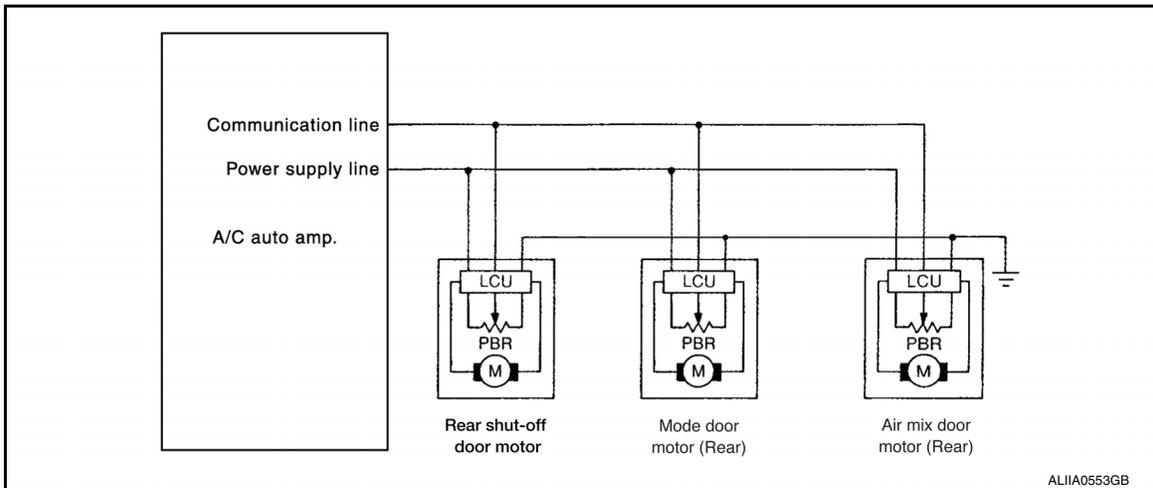 Communication line
Power supply line
A/C auto amp.
LCU
PBR
M
LCU
PBR
M
LCU
PBR
M
Rear shut-off
door motor
Mode door
motor (Rear)
Air mix door
motor (Rear)
ALIIA0553GB